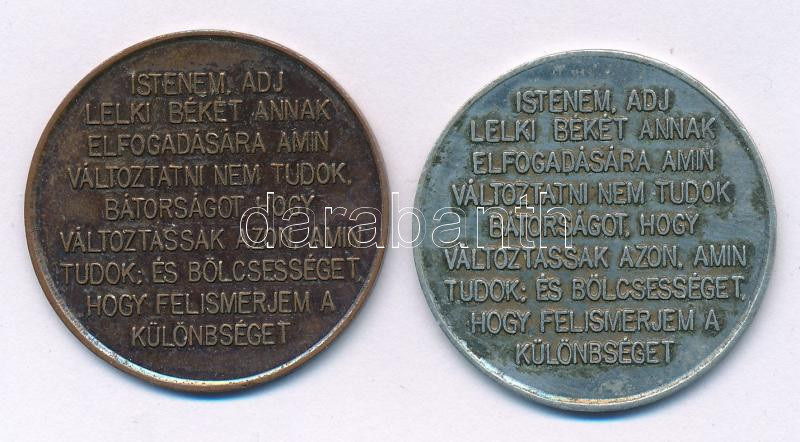 ISTENEM, ADJ
LELKI BÉKÉT ANNAK
ELFOGADÁSÁRA AMIN
VÁLTOZTATNI NEM TUDOK,
BÁTORSÁGOT, HOGY
VÁLTOZTASSAK AZON, AMIN
TUDOK; ÉS BÖLCSESSÉGET,
HOGY FELISMERJEM A
KÜLÖNBSÉGET
ISTENEM, ADJ
LELKI BÉKÉT ANNAK
ELFOGADÁSÁRA AMIN
VÁLTOZTATNI NEM TUDOK
BÁTORSÁGOT, HOGY
VÁLTOZTASSAK AZON, AMIN
TUDOK; ÉS BÖLCSESSÉGET,
HOGY FELISMERJEM A
KÜLÖNBSÉGET
darabanth